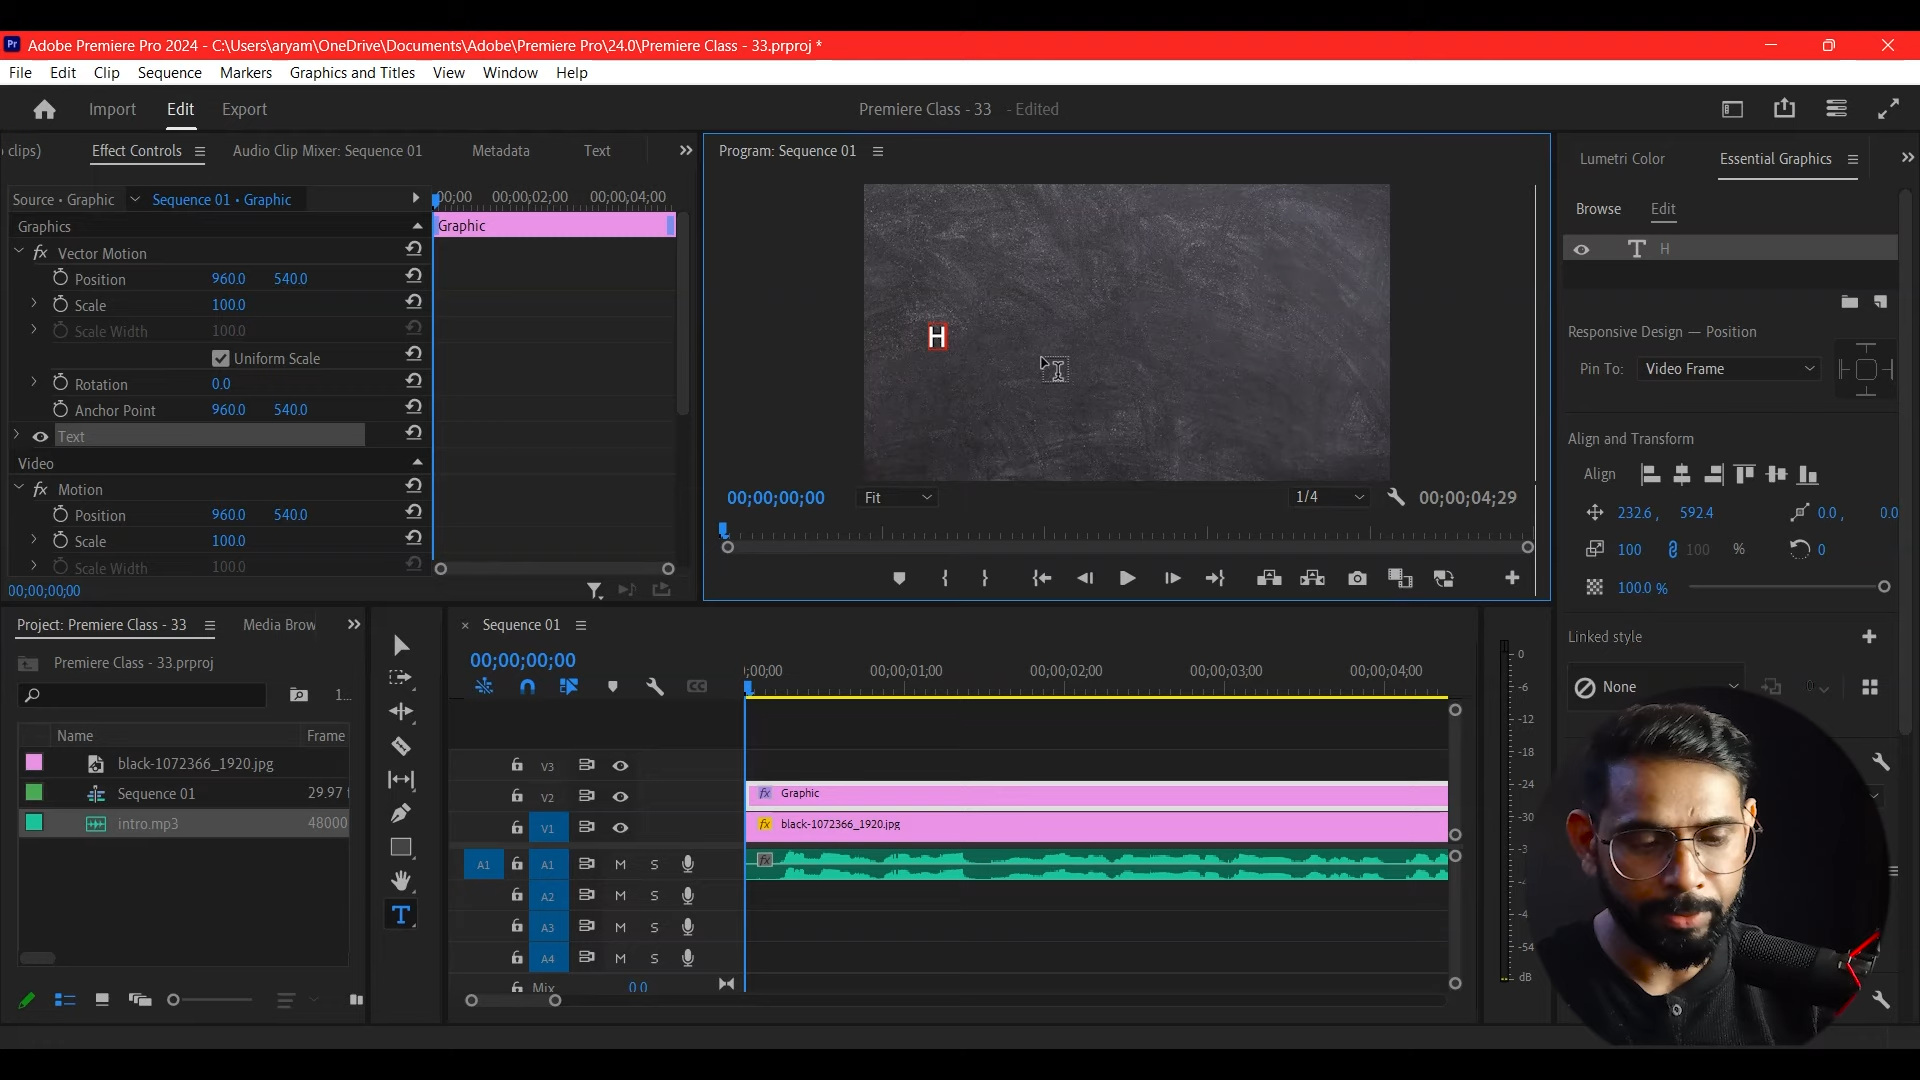 Pr Adobe Premiere Pro 2024 - C:\Users\aryam\OneDrive\Documents\Adobe\Premiere Pro\24.0\Premiere Class - 33.prproj *
File Edit Clip Sequence Markers Graphics and Titles View Window Help
Import Edit Export Premiere Class - 33 - Edited
clips) Effect Controls Audio Clip Mixer: Sequence 01 Metadata Text
Source • Graphic Sequence 01 • Graphic
00;00 00;00;02;00 00;00;04;00
Graphics
Graphic
fx Vector Motion
Position 960.0 540.0
Scale 100.0
Scale Width 100.0
Uniform Scale
Rotation 0.0
Anchor Point 960.0 540.0
Text
Video
fx Motion
Position 960.0 540.0
Scale 100.0
Scale Width 100.0
00;00;00;00
Program: Sequence 01
H
00;00;00;00 Fit 1/4 00;00;04;29
Lumetri Color Essential Graphics
Browse Edit
T H
Responsive Design — Position
Pin To: Video Frame
Align and Transform
Align
232.6 , 592.4 0.0 , 0.0
100 100 % 0
100.0 %
Linked style
None
Project: Premiere Class - 33 Media Brow
Premiere Class - 33.prproj
1...
Name Frame
black-1072366_1920.jpg
Sequence 01 29.97 f
intro.mp3 48000
T
× Sequence 01
00;00;00;00
CC
;00;00 00;00;01;00 00;00;02;00 00;00;03;00 00;00;04;00
V3
V2 fx Graphic
V1 fx black-1072366_1920.jpg
A1 A1 M S fx
A2 M S
A3 M S
A4 M S
Mix 0.0
0
-6
-12
-18
-24
-30
-3
-4
-54
dB